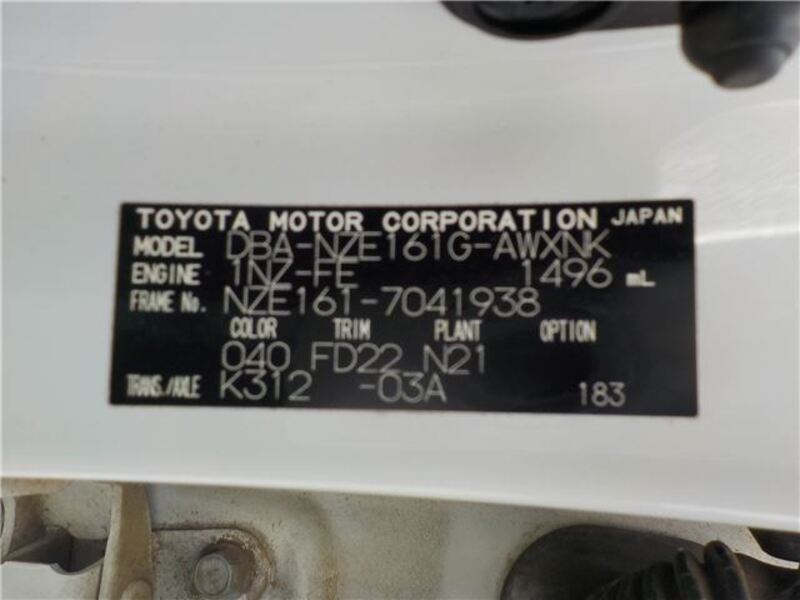 TOYOTA MOTOR CORPORATION JAPAN
MODEL DBA-NZE161G-AWXNK
ENGINE 1NZ-FE 1496 mL
FRAME No. NZE161-7041938
COLOR TRIM PLANT OPTION
040 FD22 N21
TRANS./AXLE K312 -03A 183